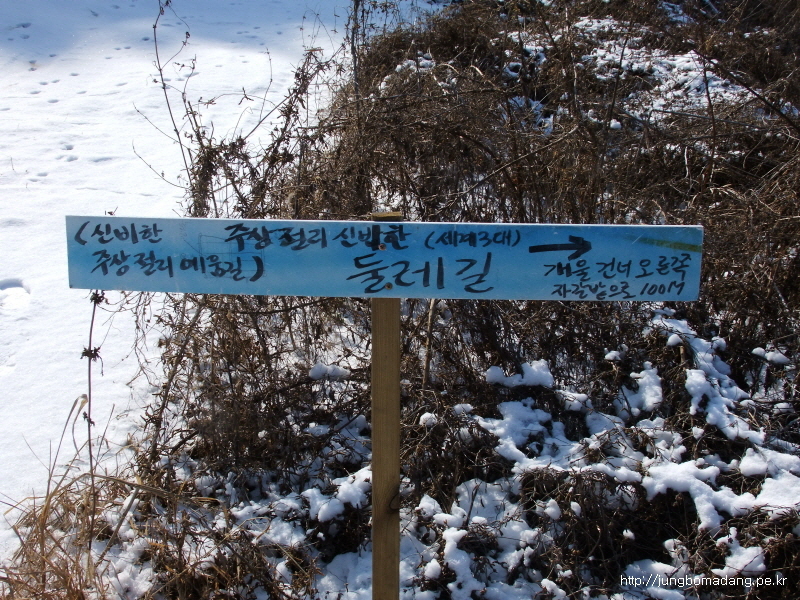 (신비한 주상절리 신비한 (세계3대) →
주상절리 에움길) 둘레길 개울 건너 오른쪽
자갈밭으로 100M
http://jungbomadang.pe.kr